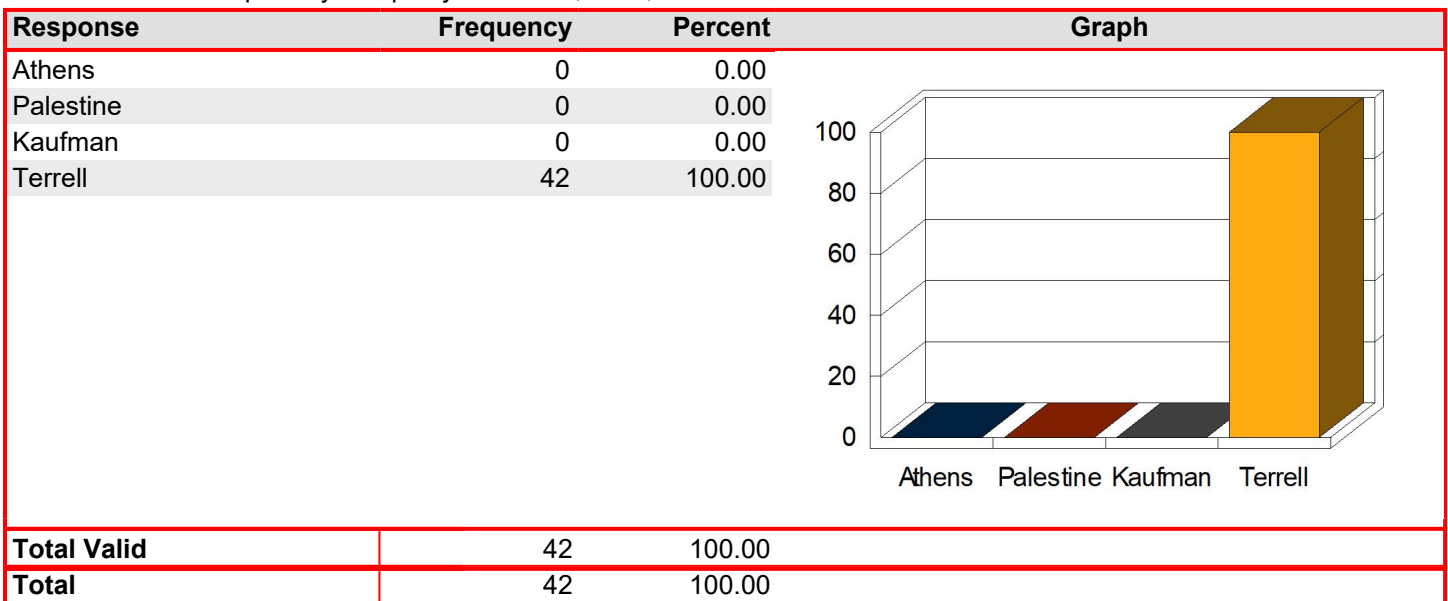 Response Frequency Percent Graph
Athens 0 0.00
Palestine 0 0.00
Kaufman 0 0.00
Terrell 42 100.00
100
80
60
40
20
0
Athens Palestine Kaufman Terrell
Total Valid 42 100.00
Total 42 100.00